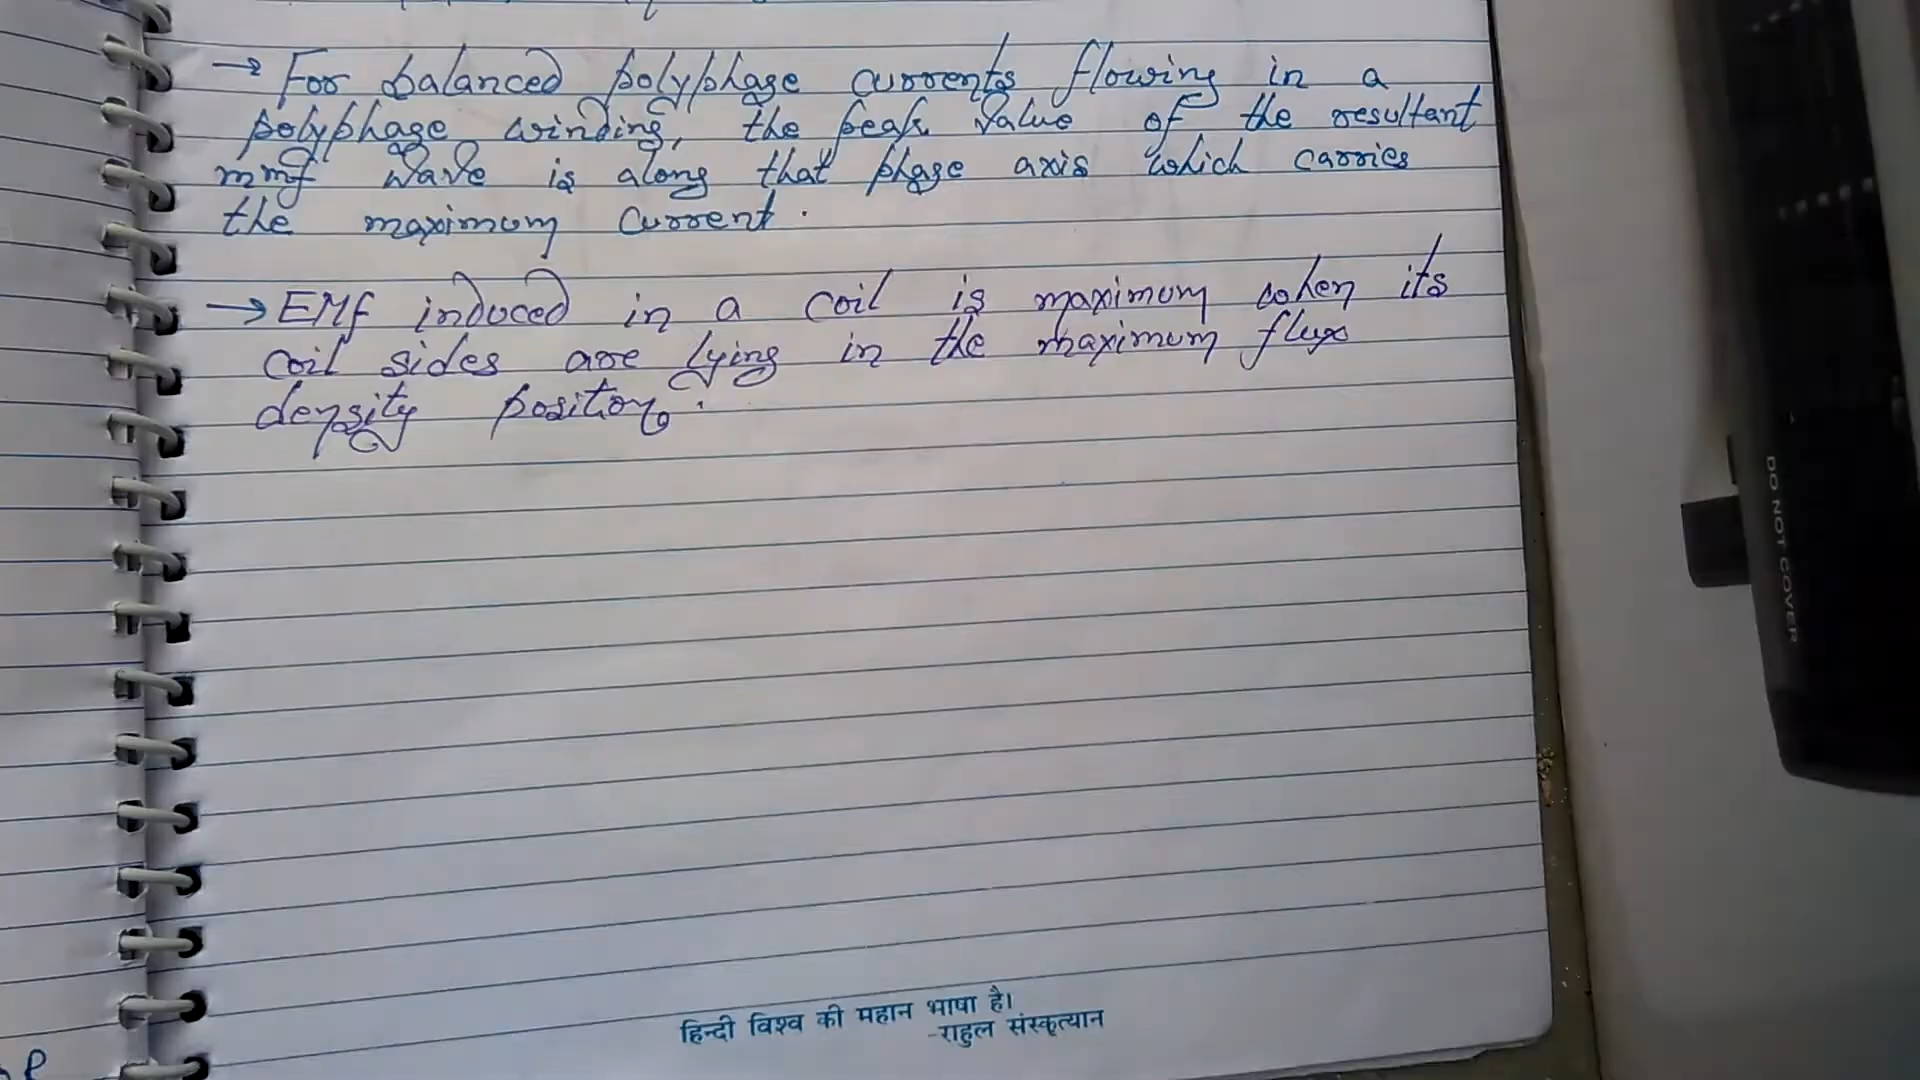 → For balanced polyphase currents flowing in a
polyphase winding, the peak value of the resultant
mmf wave is along that phase axis which carries
the maximum current.
→ EMf induced in a coil is maximum when its
coil sides are lying in the maximum flux
density position.
हिन्दी विश्व की महान भाषा है।
-राहुल संस्कृत्यान
DO NOT COVER